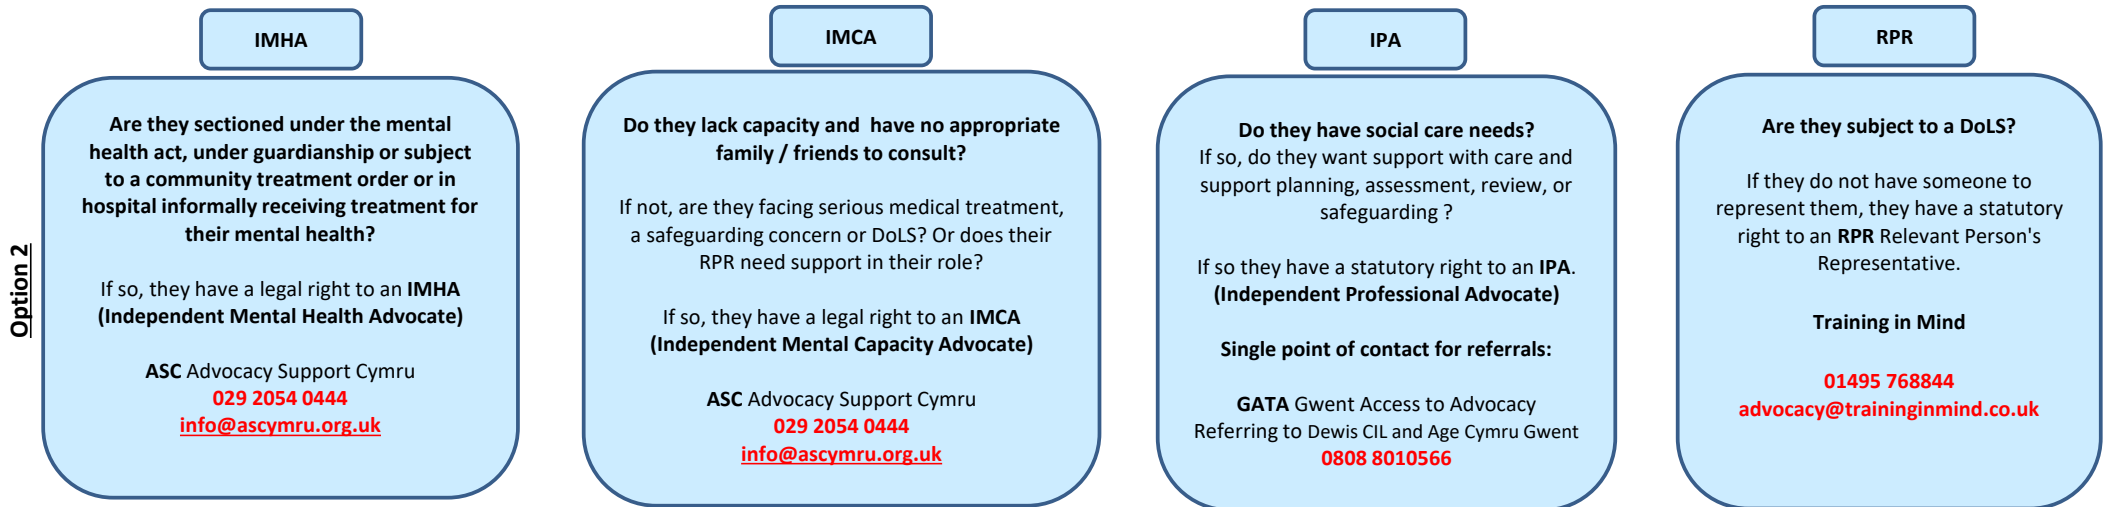 Option 2
IMHA
Are they sectioned under the mental
health act, under guardianship or subject
to a community treatment order or in
hospital informally receiving treatment for
their mental health?
If so, they have a legal right to an IMHA
(Independent Mental Health Advocate)
ASC Advocacy Support Cymru
029 2054 0444
info@ascymru.org.uk
IMCA
Do they lack capacity and have no appropriate
family / friends to consult?
If not, are they facing serious medical treatment,
a safeguarding concern or DoLS? Or does their
RPR need support in their role?
If so, they have a legal right to an IMCA
(Independent Mental Capacity Advocate)
ASC Advocacy Support Cymru
029 2054 0444
info@ascymru.org.uk
IPA
Do they have social care needs?
If so, do they want support with care and
support planning, assessment, review, or
safeguarding ?
If so they have a statutory right to an IPA.
(Independent Professional Advocate)
Single point of contact for referrals:
GATA Gwent Access to Advocacy
Referring to Dewis CIL and Age Cymru Gwent
0808 8010566
RPR
Are they subject to a DoLS?
If they do not have someone to
represent them, they have a statutory
right to an RPR Relevant Person's
Representative.
Training in Mind
01495 768844
advocacy@traininginmind.co.uk